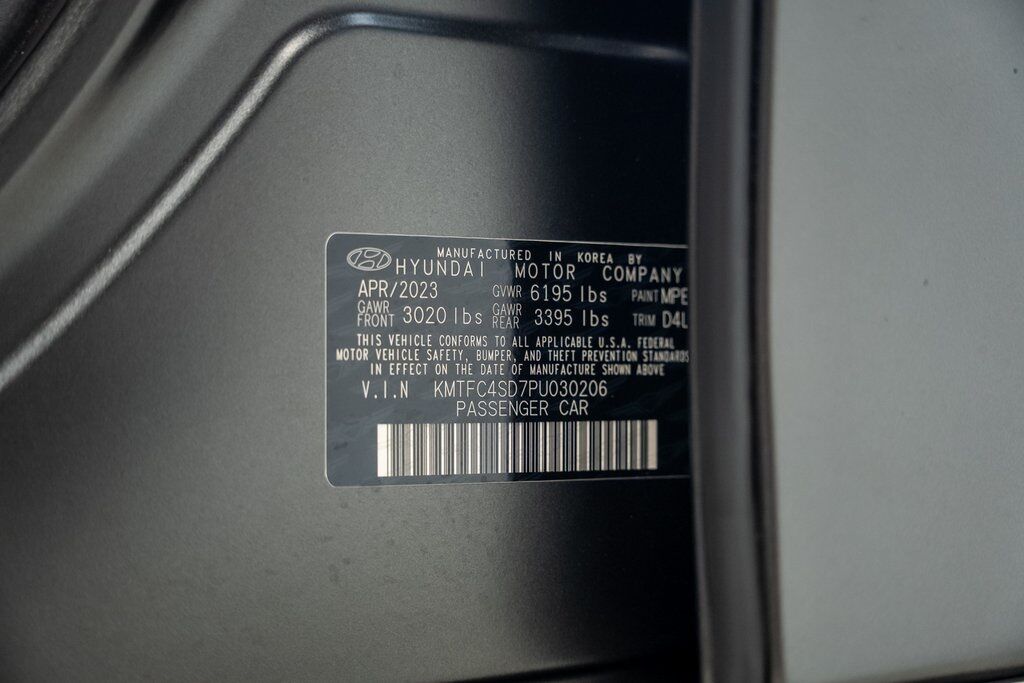 MANUFACTURED IN KOREA BY
HYUNDAI MOTOR COMPANY
APR/2023 GVWR 6195 lbs PAINT MPE
GAWR FRONT 3020 lbs GAWR REAR 3395 lbs TRIM D4L
THIS VEHICLE CONFORMS TO ALL APPLICABLE U.S.A. FEDERAL
MOTOR VEHICLE SAFETY, BUMPER, AND THEFT PREVENTION STANDARDS
IN EFFECT ON THE DATE OF MANUFACTURE SHOWN ABOVE
V.I.N KMTFC4SD7PU030206
PASSENGER CAR